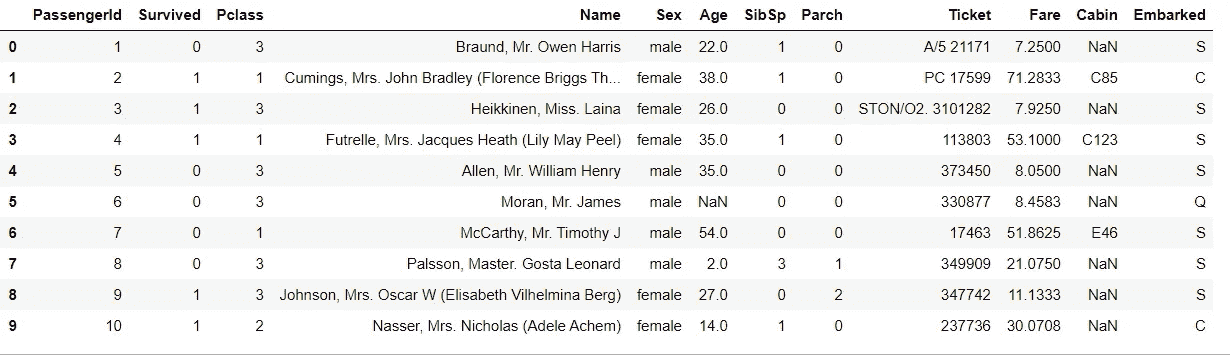 PassengerId Survived Pclass Name Sex Age SibSp Parch Ticket Fare Cabin Embarked
0 1 0 3 Braund, Mr. Owen Harris male 22.0 1 0 A/5 21171 7.2500 NaN S
1 2 1 1 Cumings, Mrs. John Bradley (Florence Briggs Th... female 38.0 1 0 PC 17599 71.2833 C85 C
2 3 1 3 Heikkinen, Miss. Laina female 26.0 0 0 STON/O2. 3101282 7.9250 NaN S
3 4 1 1 Futrelle, Mrs. Jacques Heath (Lily May Peel) female 35.0 1 0 113803 53.1000 C123 S
4 5 0 3 Allen, Mr. William Henry male 35.0 0 0 373450 8.0500 NaN S
5 6 0 3 Moran, Mr. James male NaN 0 0 330877 8.4583 NaN Q
6 7 0 1 McCarthy, Mr. Timothy J male 54.0 0 0 17463 51.8625 E46 S
7 8 0 3 Palsson, Master. Gosta Leonard male 2.0 3 1 349909 21.0750 NaN S
8 9 1 3 Johnson, Mrs. Oscar W (Elisabeth Vilhelmina Berg) female 27.0 0 2 347742 11.1333 NaN S
9 10 1 2 Nasser, Mrs. Nicholas (Adele Achem) female 14.0 1 0 237736 30.0708 NaN C